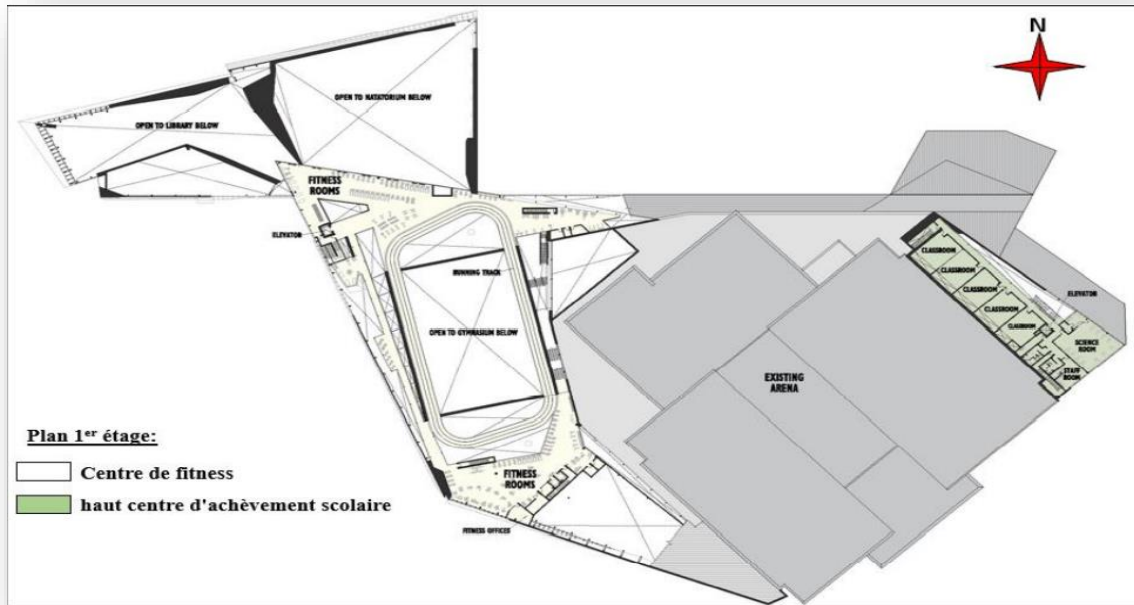 N
OPEN TO NATATORIUM BELOW
OPEN TO LIBRARY BELOW
FITNESS
ROOMS
ELEVATOR
RUNNING TRACK
OPEN TO GYMNASIUM BELOW
CLASSROOM
CLASSROOM
CLASSROOM
CLASSROOM
CLASSROOM
ELEVATOR
SCIENCE
ROOM
STAFF
ROOM
EXISTING
ARENA
FITNESS
ROOMS
FITNESS OFFICES
Plan 1er étage:
Centre de fitness
haut centre d'achèvement scolaire